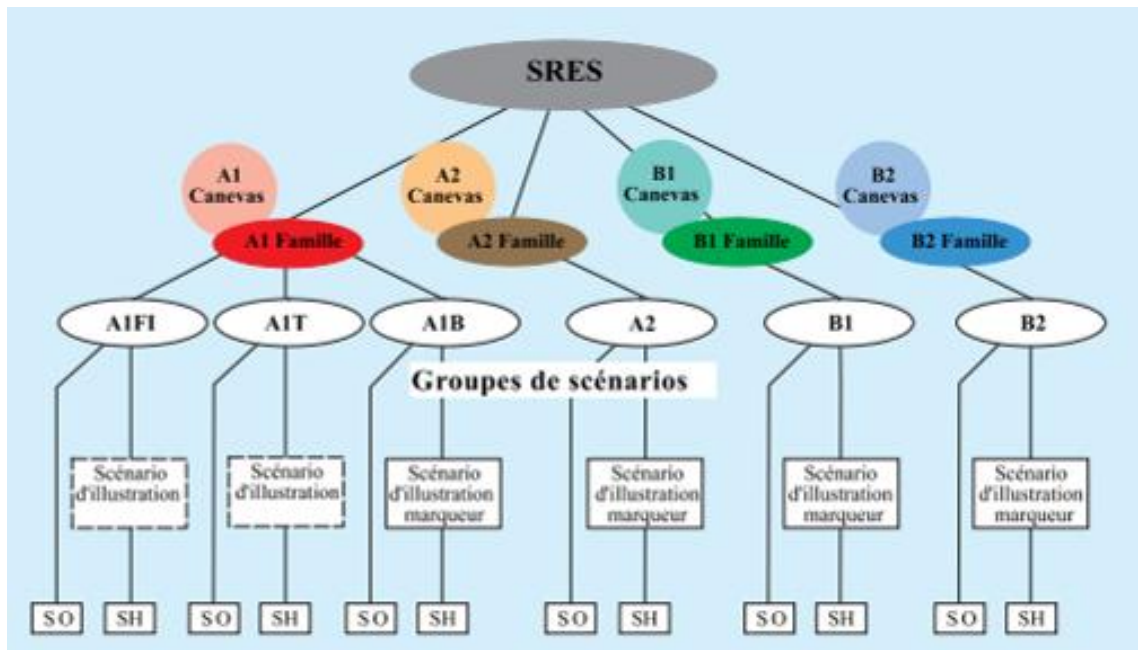 SRES
A1
Canevas
A2
Canevas
B1
Canevas
B2
Canevas
A1 Famille
A2 Famille
B1 Famille
B2 Famille
A1FI
A1T
A1B
A2
B1
B2
Groupes de scénarios
Scénario
d'illustration
Scénario
d'illustration
Scénario
d'illustration
marqueur
Scénario
d'illustration
marqueur
Scénario
d'illustration
marqueur
Scénario
d'illustration
marqueur
SO
SH
SO
SH
SO
SH
SO
SH
SO
SH
SO
SH